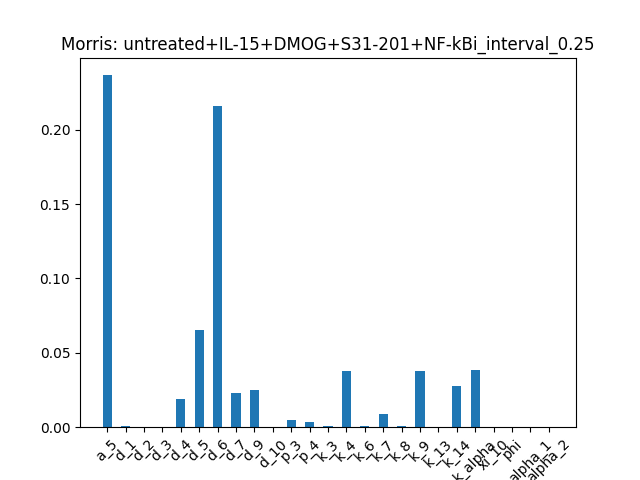 Morris: untreated+IL-15+DMOG+S31-201+NF-kBi_interval_0.25
0.20
0.15
0.10
0.05
0.00
a_5
d_1
d_2
d_3
d_4
d_5
d_6
d_7
d_9
d_10
p_3
p_4
k_3
k_4
k_6
k_7
k_8
k_9
k_13
k_14
k_alpha
xi_10
phi
alpha_1
alpha_2